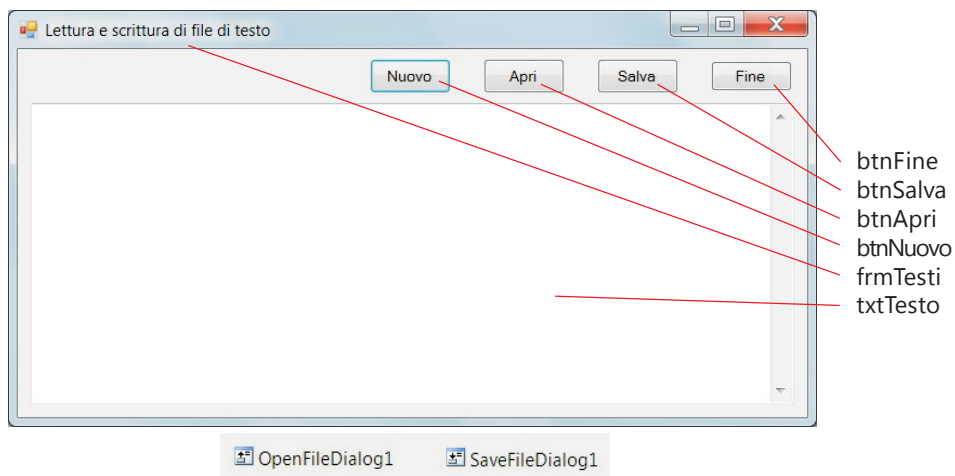 Lettura e scrittura di file di testo
Nuovo Apri Salva Fine
btnFine
btnSalva
btnApri
btnNuovo
frmTesti
txtTesto
OpenFileDialog1 SaveFileDialog1